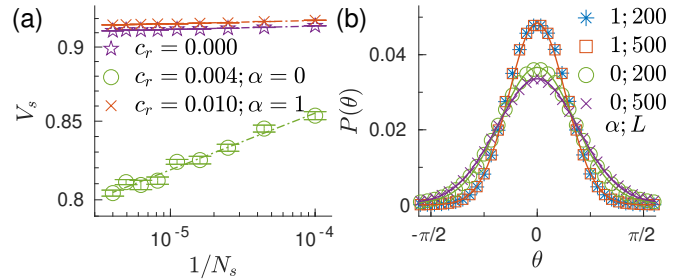 (a)
V_s
0.9
0.85
0.8
c_r = 0.000
c_r = 0.004; α = 0
c_r = 0.010; α = 1
10^-5
10^-4
1/N_s
(b)
P(θ)
0.04
0.02
0
1; 200
1; 500
0; 200
0; 500
α; L
-π/2
0
π/2
θ